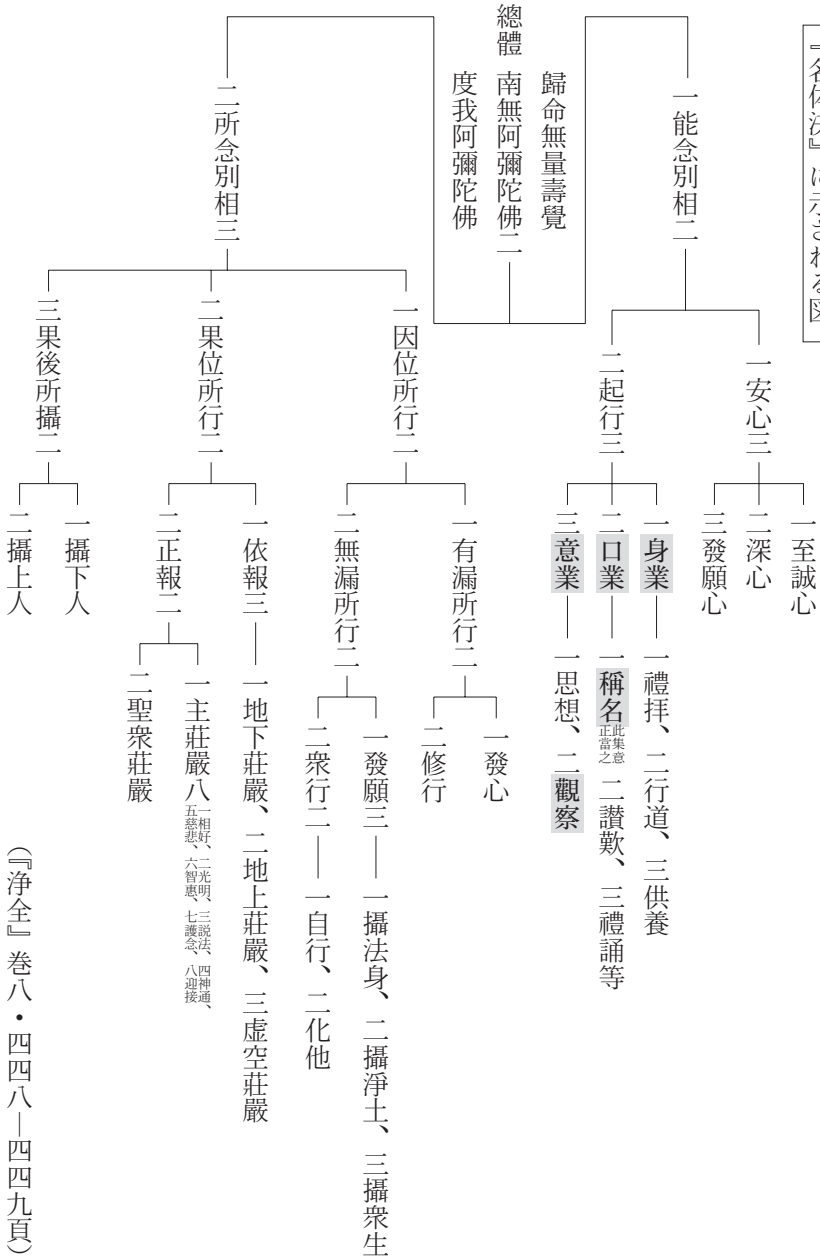 『名体決』に示される図
一能念別相二
一安心三
一至誠心
二深心
三發願心
二起行三
一身業
一禮拜、二行道、三供養
二口業
一稱名此集意正當之 二讃歎、三禮誦等
三意業
一思想、二觀察
總體
歸命無量壽覺
南無阿彌陀佛二
度我阿彌陀佛
二所念別相三
一因位所行二
一有漏所行二
一發心
二修行
二無漏所行二
一發願三
一攝法身、二攝淨土、三攝衆生
二衆行二
一自行、二化他
二果位所行二
一依報三
一地下莊嚴、二地上莊嚴、三虚空莊嚴
二正報二
一主莊嚴八一相好、二光明、三説法、四神通、五慈悲、六智惠、七護念、八迎接
二聖衆莊嚴
三果後所攝二
一攝下人
二攝上人
（『浄全』巻八・四四八―四四九頁）